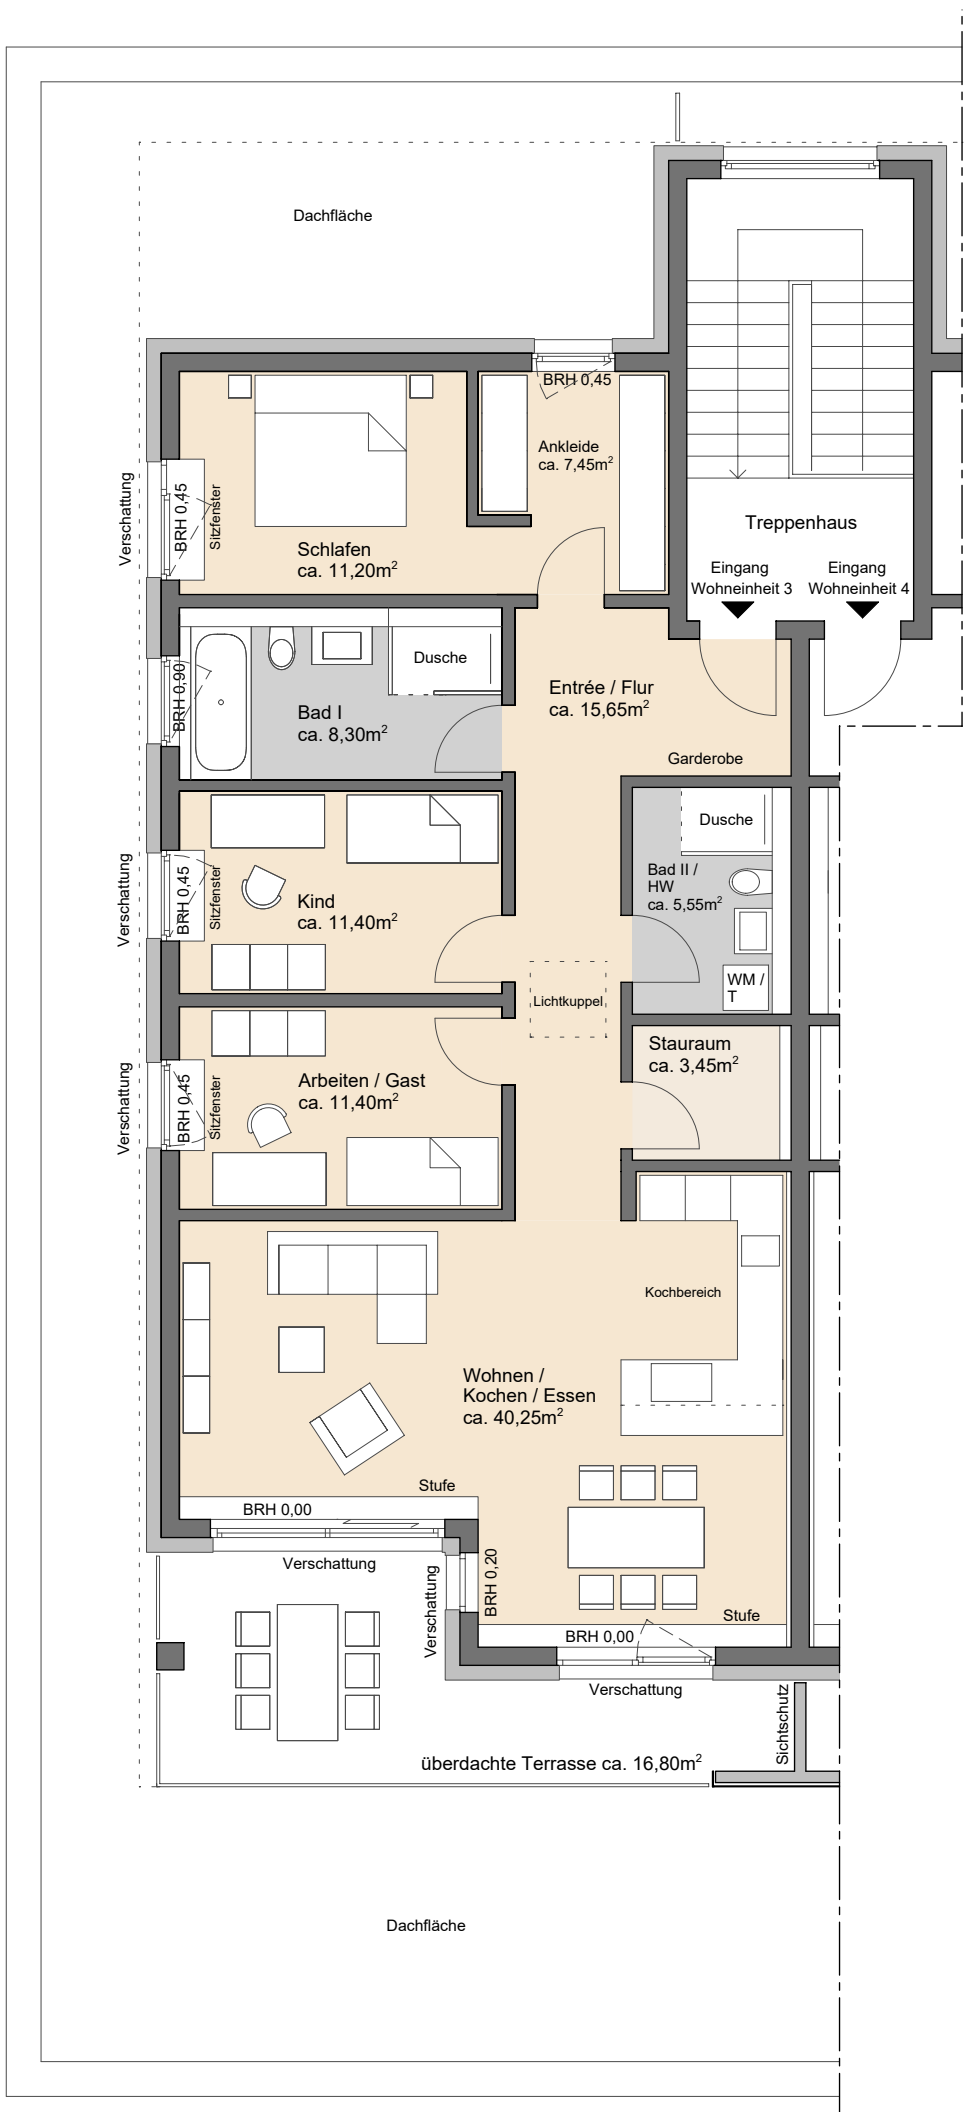 Dachfläche
BRH 0,45
Ankleide
ca. 7,45m²
Verschattung
BRH 0,45
Sitzfenster
Schlafen
ca. 11,20m²
Treppenhaus
Eingang
Wohneinheit 3
Eingang
Wohneinheit 4
Dusche
BRH 0,90
Bad I
ca. 8,30m²
Entrée / Flur
ca. 15,65m²
Garderobe
Dusche
Verschattung
BRH 0,45
Sitzfenster
Kind
ca. 11,40m²
Bad II /
HW
ca. 5,55m²
WM /
T
Lichtkuppel
Stauraum
ca. 3,45m²
Verschattung
BRH 0,45
Sitzfenster
Arbeiten / Gast
ca. 11,40m²
Kochbereich
Wohnen /
Kochen / Essen
ca. 40,25m²
Stufe
BRH 0,00
Verschattung
Verschattung
BRH 0,20
Stufe
BRH 0,00
Verschattung
Sichtschutz
überdachte Terrasse ca. 16,80m²
Dachfläche